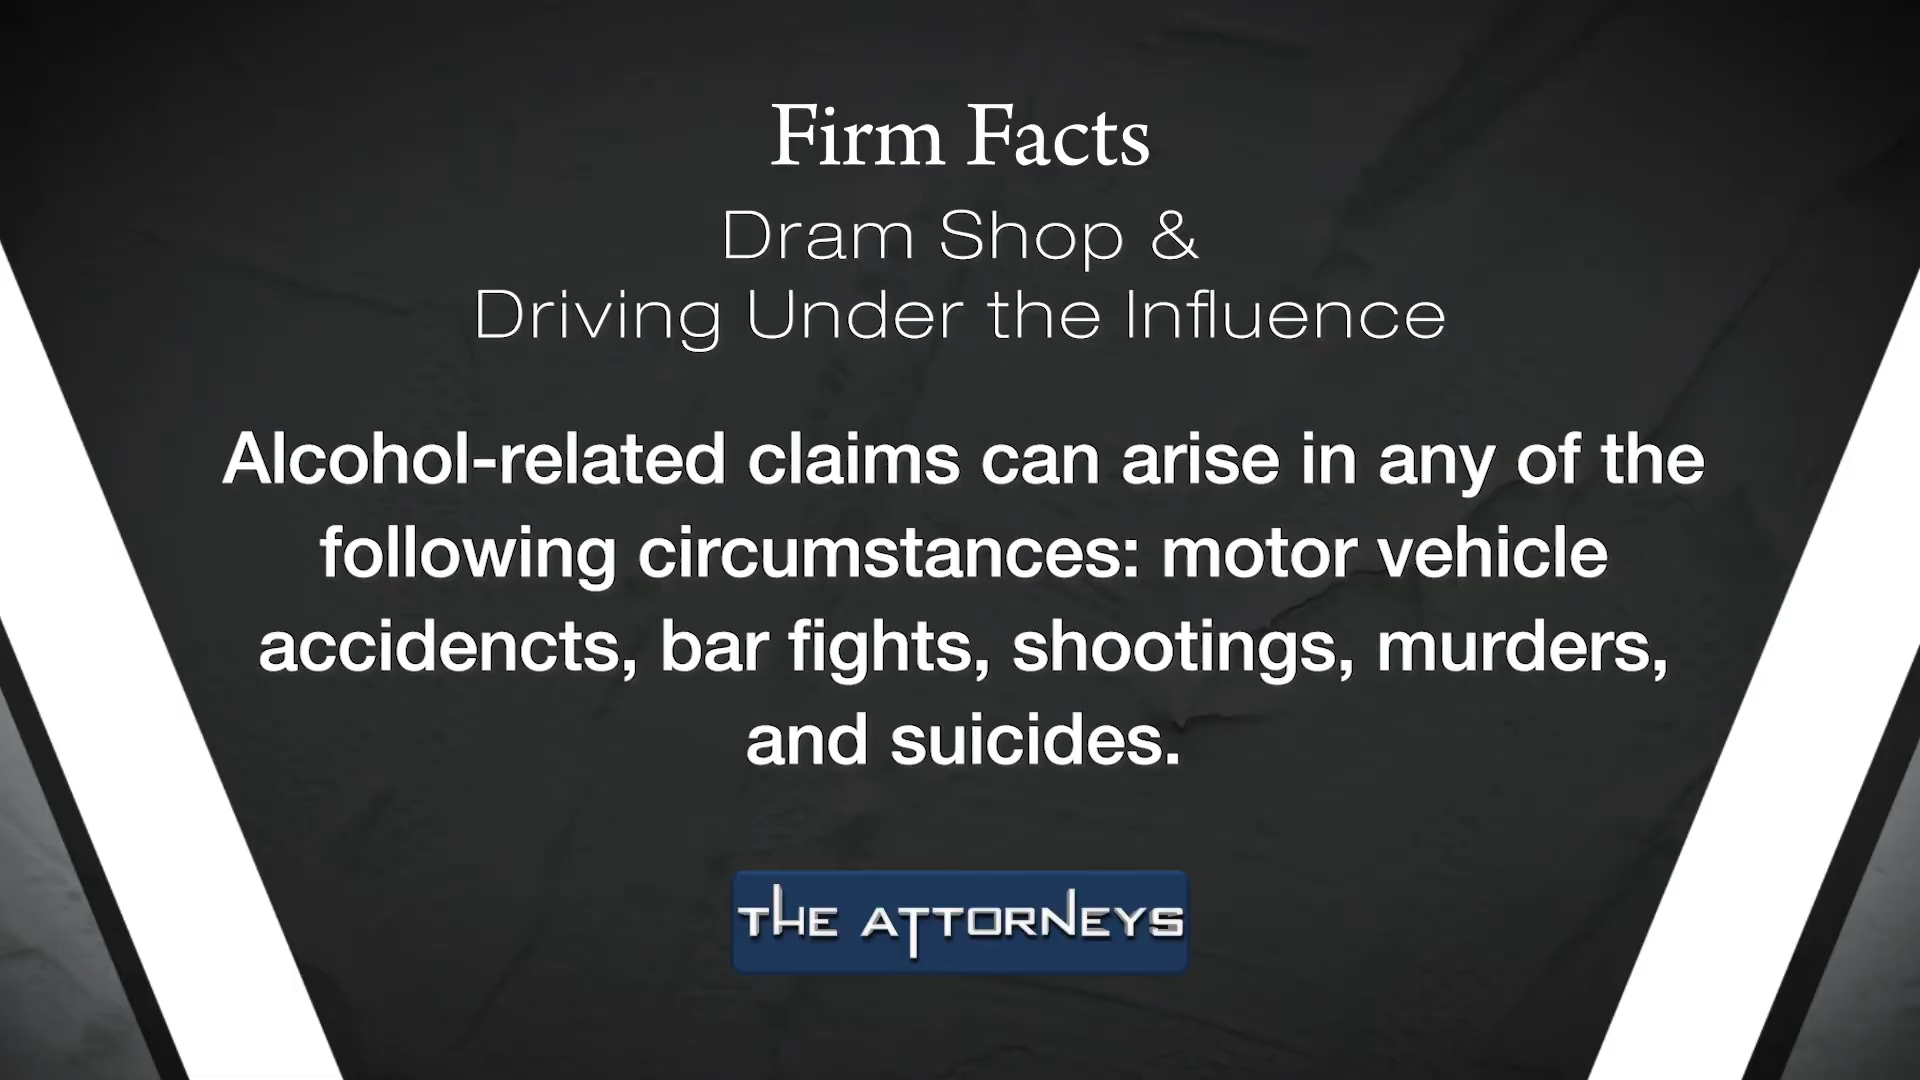 Firm Facts
Dram Shop &
Driving Under the Influence
Alcohol-related claims can arise in any of the
following circumstances: motor vehicle
accidencts, bar fights, shootings, murders,
and suicides.
THE ATTORNEYS